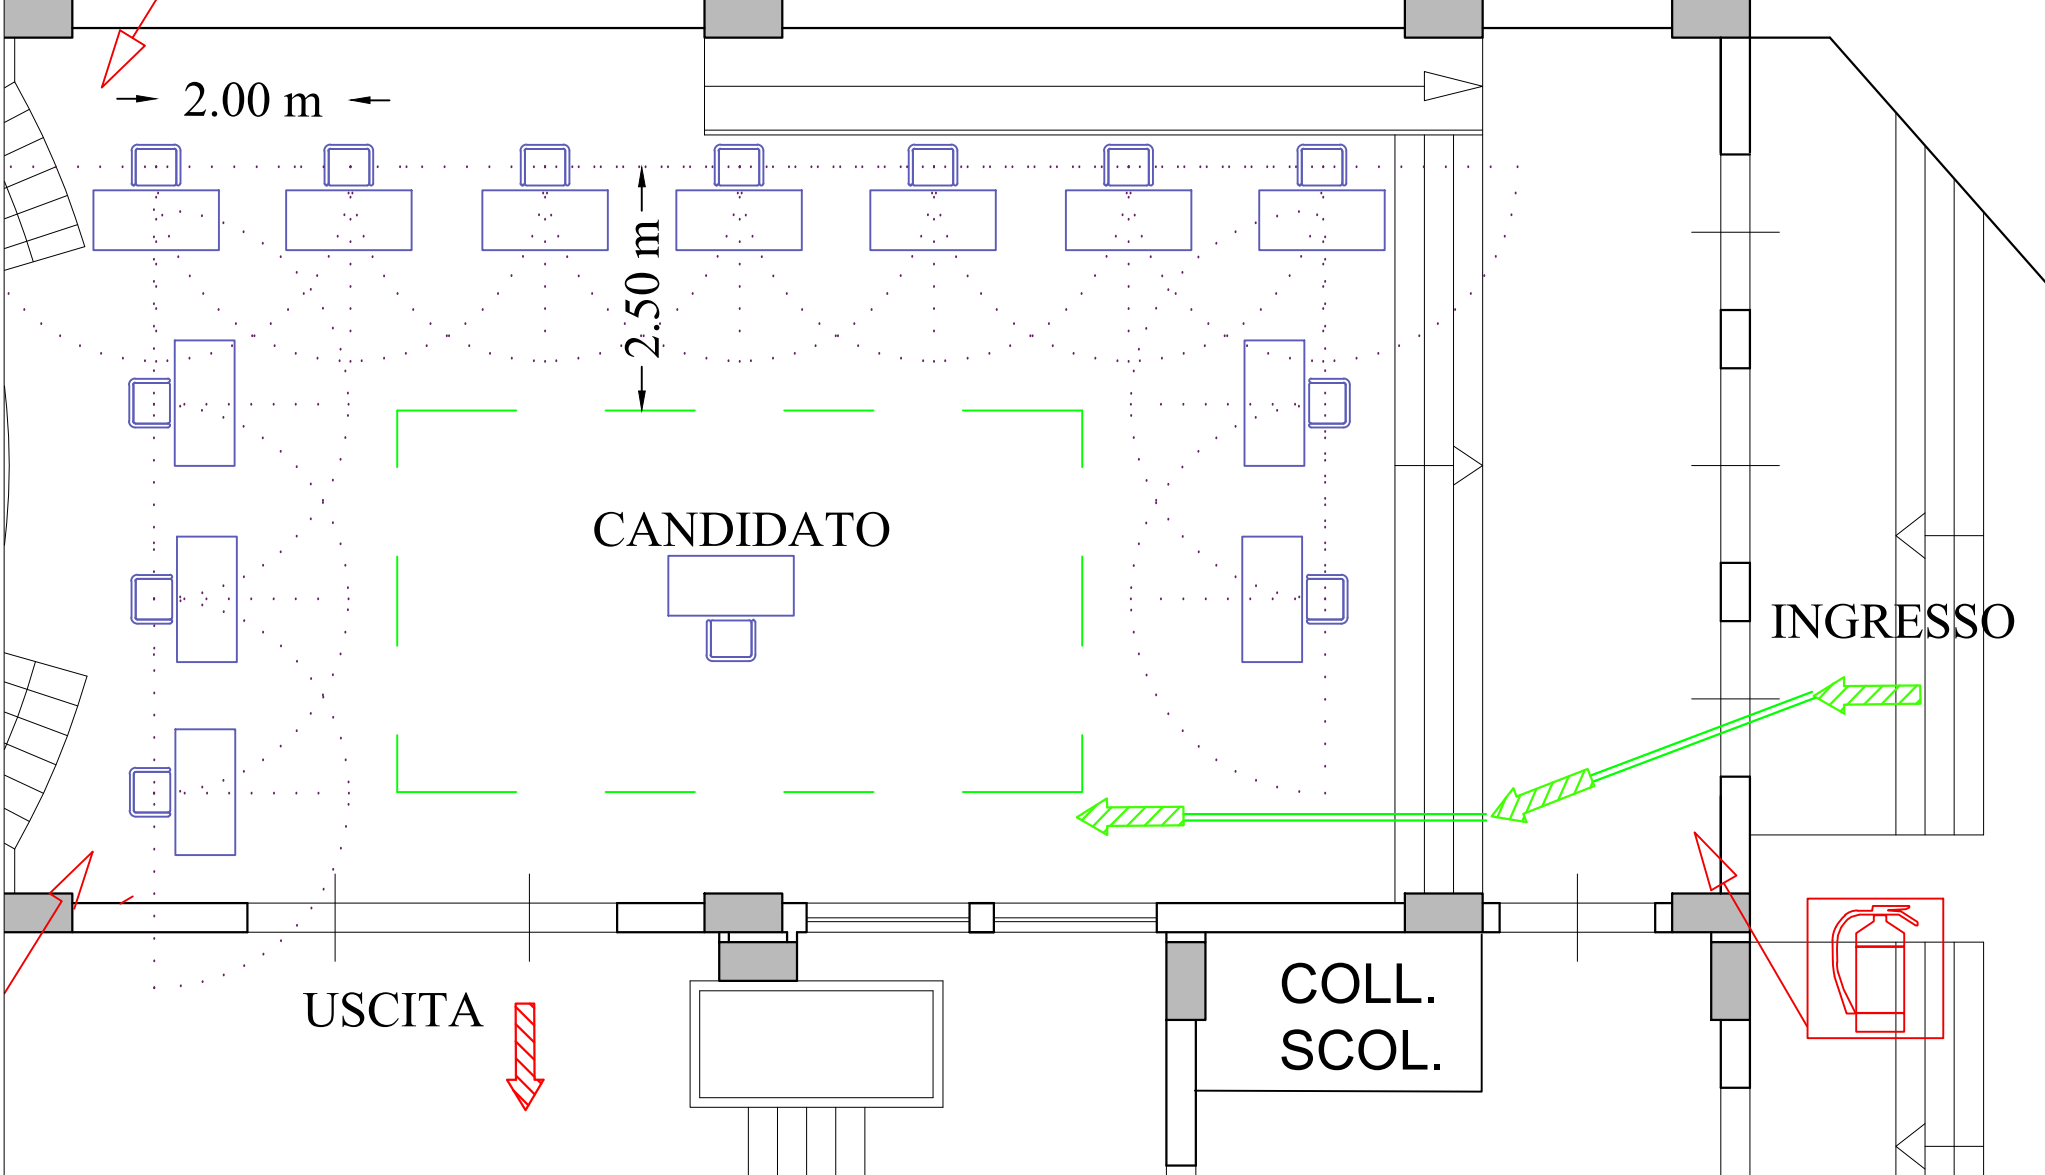 2.00 m
2.50 m
CANDIDATO
INGRESSO
USCITA
COLL.
SCOL.